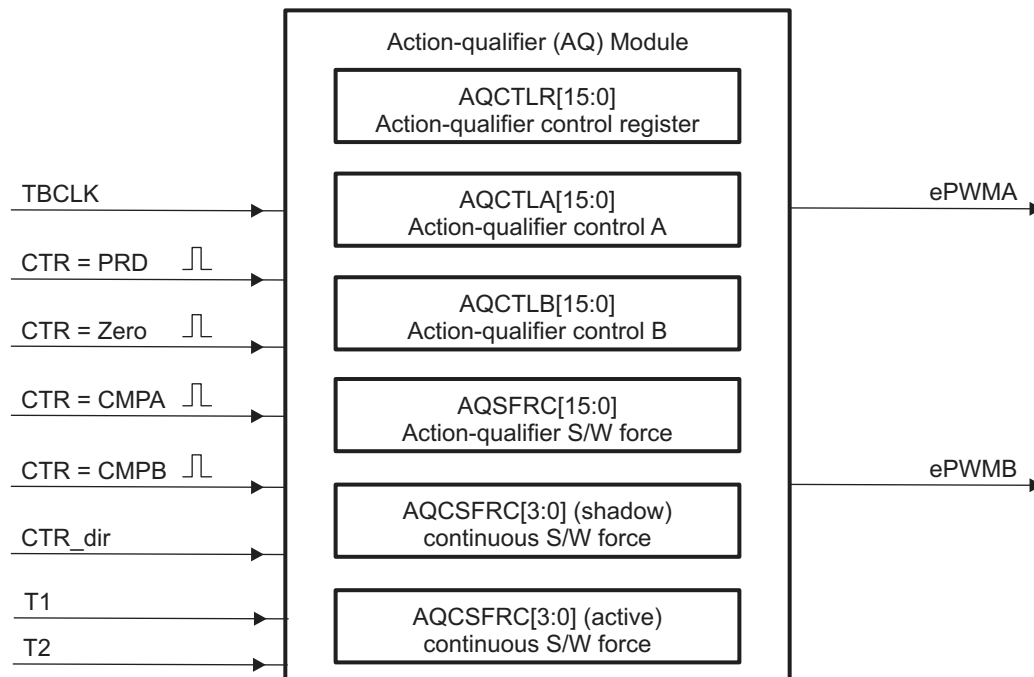 Action-qualifier (AQ) Module
AQCTLR[15:0]
Action-qualifier control register
AQCTLA[15:0]
Action-qualifier control A
AQCTLB[15:0]
Action-qualifier control B
AQSFRC[15:0]
Action-qualifier S/W force
AQCSFRC[3:0] (shadow)
continuous S/W force
AQCSFRC[3:0] (active)
continuous S/W force
TBCLK
CTR = PRD
CTR = Zero
CTR = CMPA
CTR = CMPB
CTR_dir
T1
T2
ePWMA
ePWMB